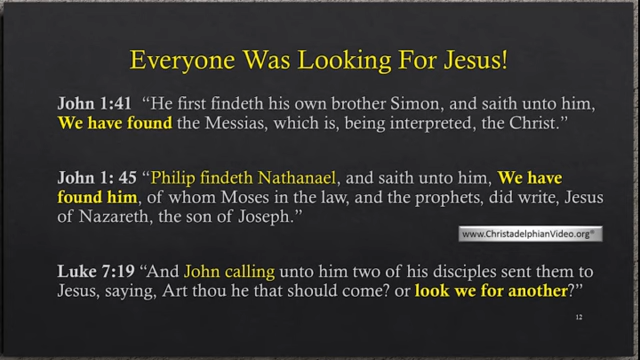 Everyone Was Looking For Jesus!
John 1:41 “He first findeth his own brother Simon, and saith unto him,
We have found the Messias, which is, being interpreted, the Christ.”
John 1: 45 “Philip findeth Nathanael, and saith unto him, We have
found him, of whom Moses in the law, and the prophets, did write, Jesus
of Nazareth, the son of Joseph.”
www.ChristadelphianVideo.org®
Luke 7:19 “And John calling unto him two of his disciples sent them to
Jesus, saying, Art thou he that should come? or look we for another?”
12